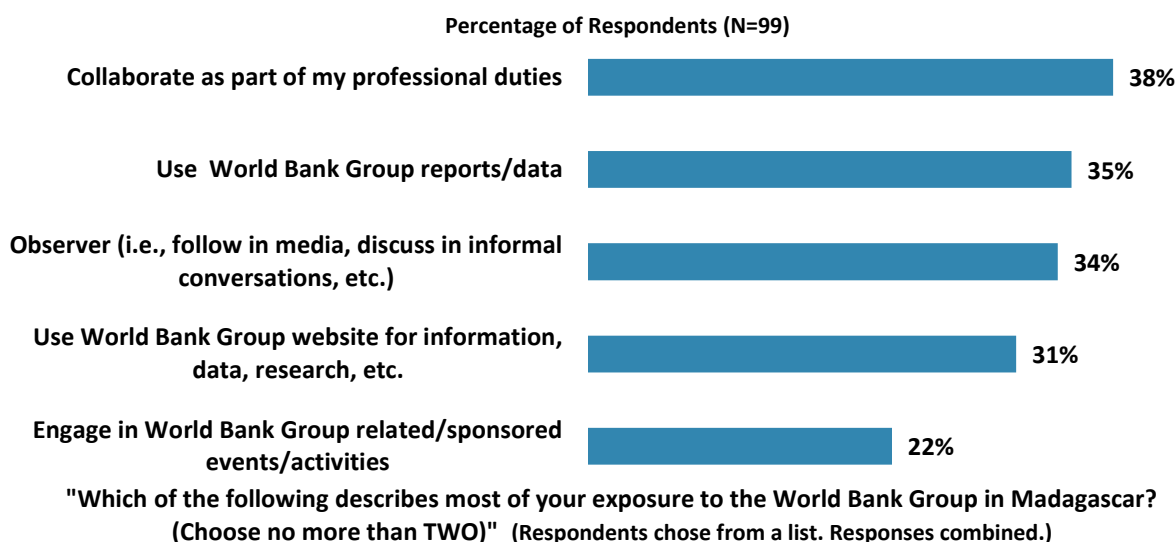 Percentage of Respondents (N=99)
Collaborate as part of my professional duties
38%
Use World Bank Group reports/data
35%
Observer (i.e., follow in media, discuss in informal
conversations, etc.)
34%
Use World Bank Group website for information,
data, research, etc.
31%
Engage in World Bank Group related/sponsored
events/activities
22%
"Which of the following describes most of your exposure to the World Bank Group in Madagascar?
(Choose no more than TWO)" (Respondents chose from a list. Responses combined.)